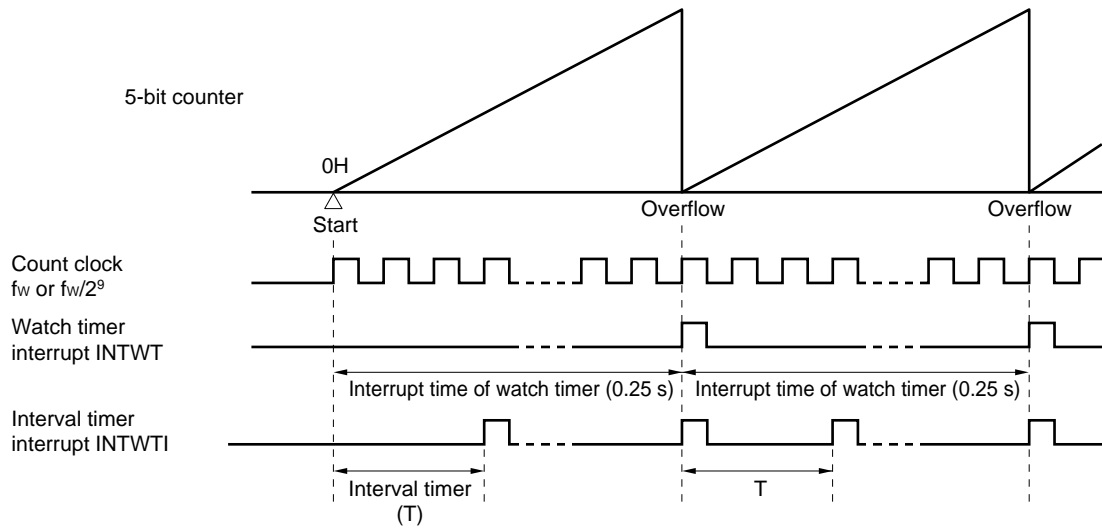 5-bit counter
0H
Start
Overflow
Overflow
Count clock
fw or fw/2⁹
Watch timer
interrupt INTWT
Interrupt time of watch timer (0.25 s)
Interrupt time of watch timer (0.25 s)
Interval timer
interrupt INTWTI
Interval timer
(T)
T